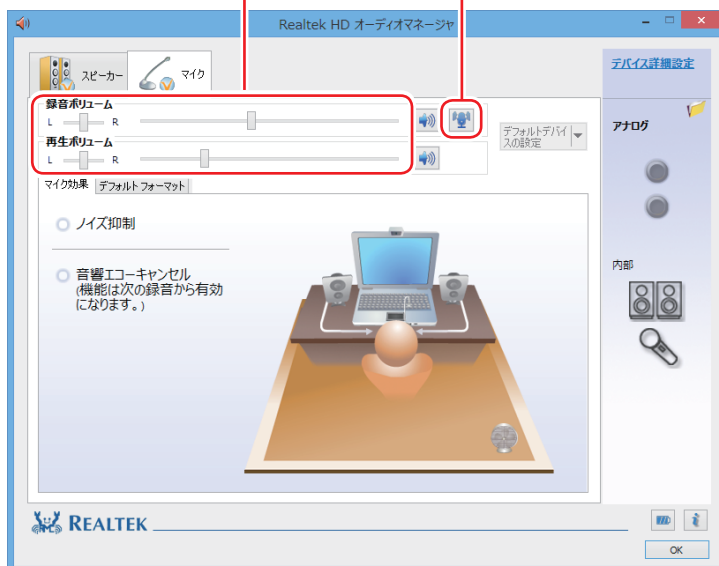 Realtek HD オーディオマネージャ
スピーカー
マイク
デバイス詳細設定
録音ボリューム
L R
再生ボリューム
L R
デフォルトデバイ
スの設定
アナログ
マイク効果
デフォルト フォーマット
ノイズ抑制
音響エコーキャンセル
(機能は次の録音から有効
になります。)
内部
REALTEK
OK